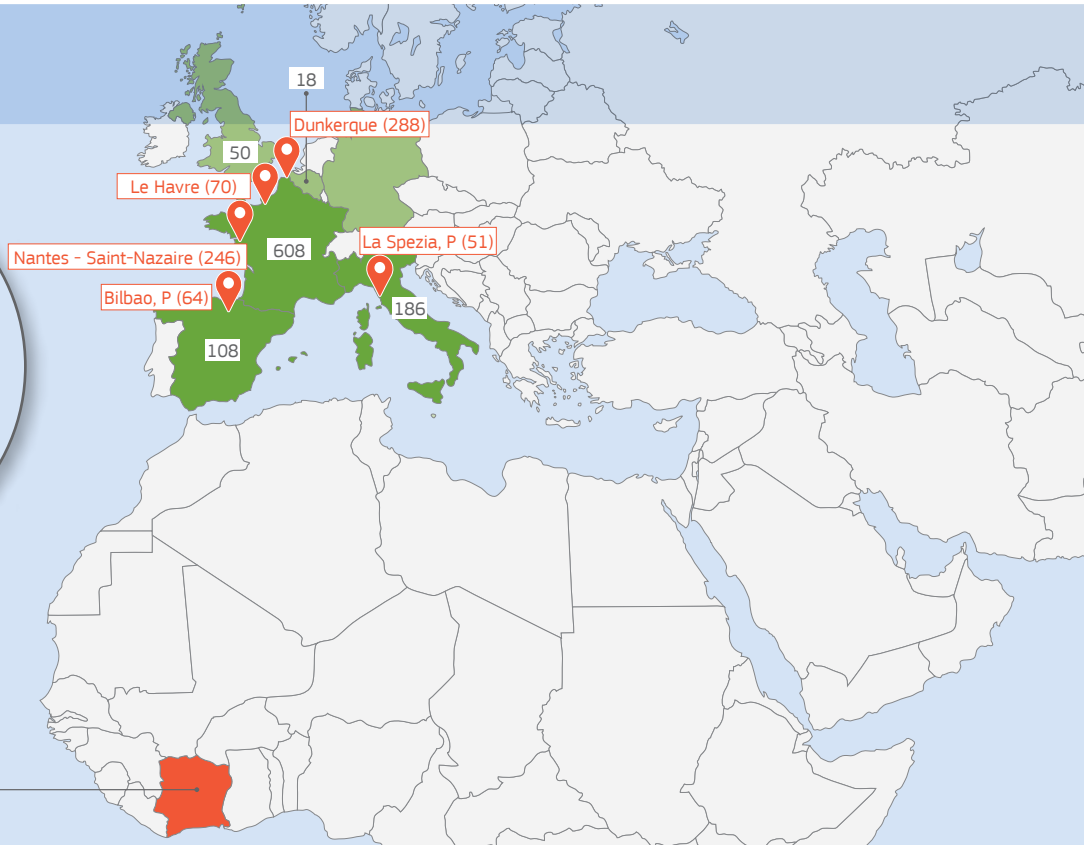 18
Dunkerque (288)
50
Le Havre (70)
La Spezia, P (51)
608
Nantes - Saint-Nazaire (246)
Bilbao, P (64)
186
108